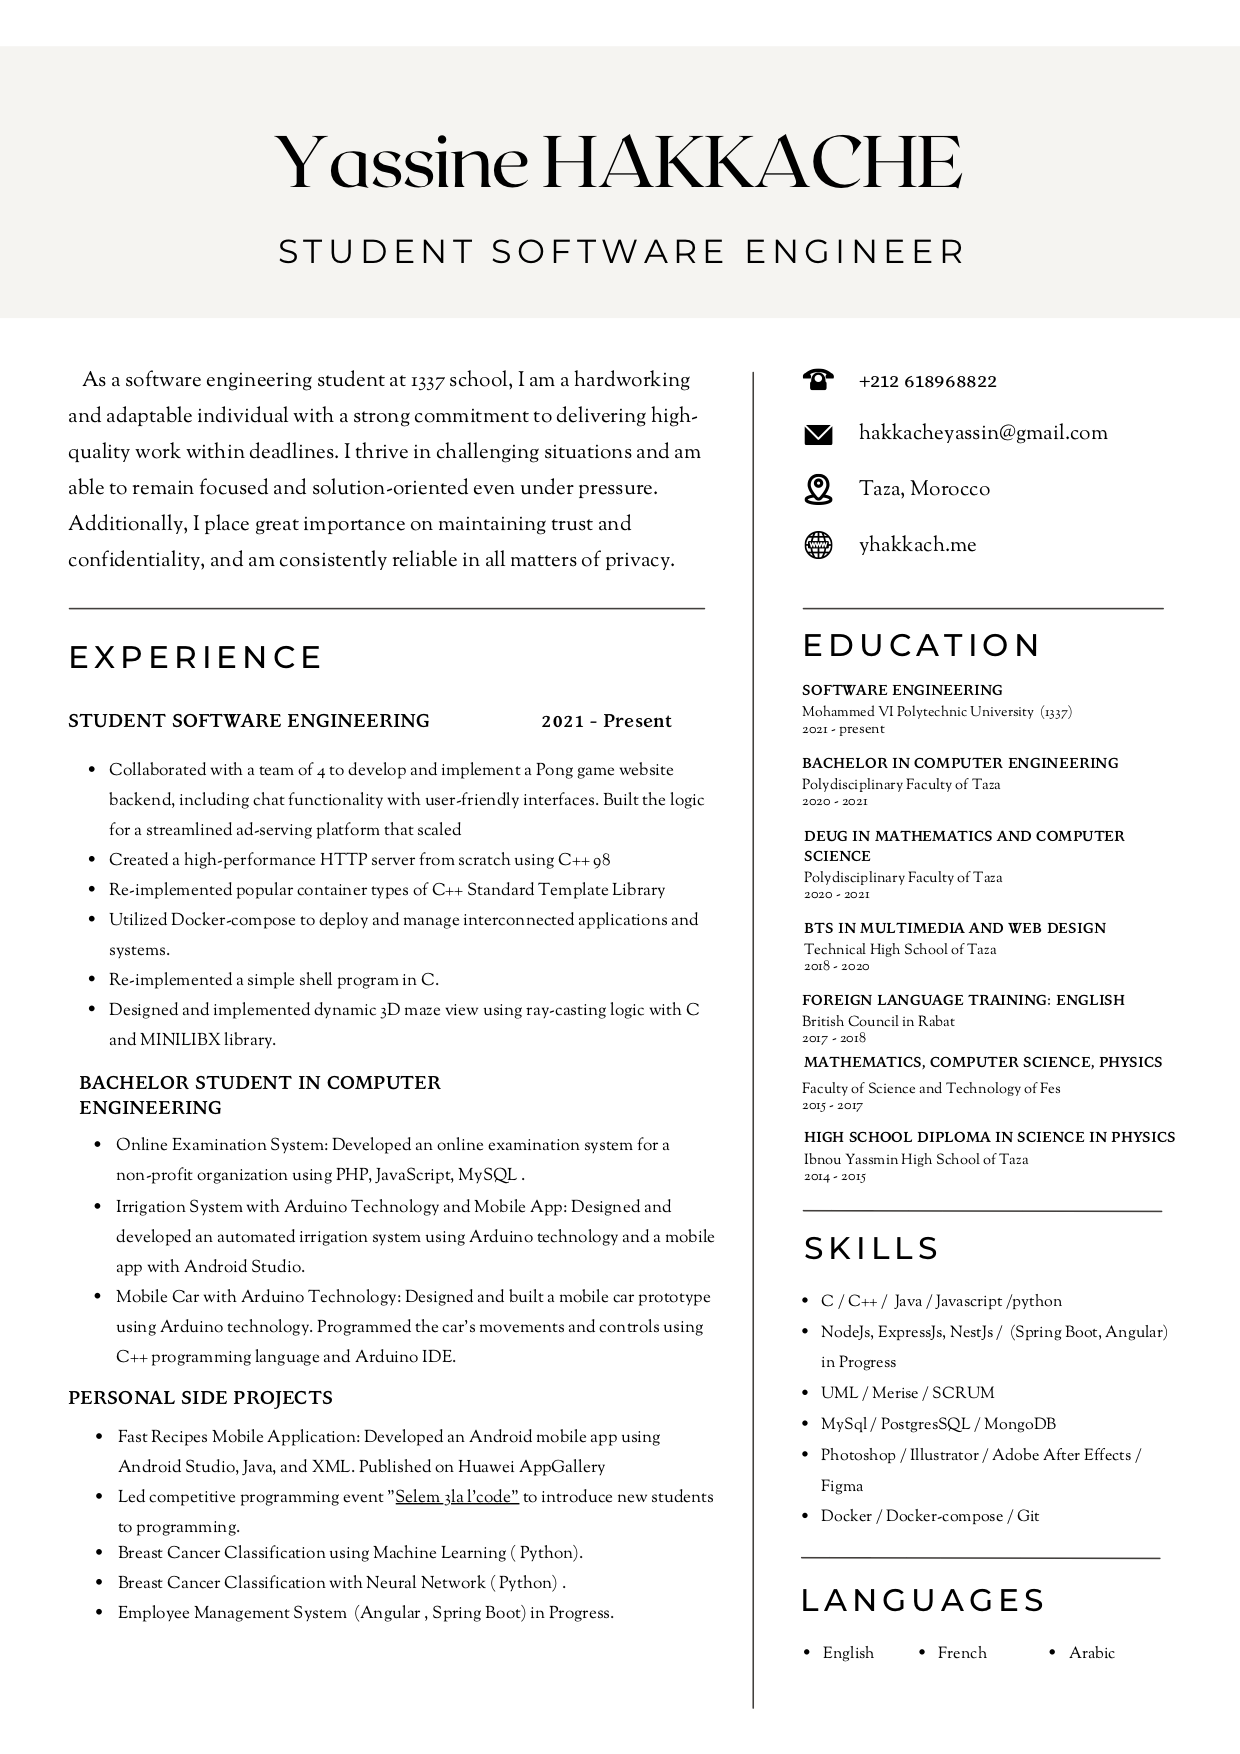 Yassine HAKKACHE
STUDENT SOFTWARE ENGINEER
As a software engineering student at 1337 school, I am a hardworking
and adaptable individual with a strong commitment to delivering high-
quality work within deadlines. I thrive in challenging situations and am
able to remain focused and solution-oriented even under pressure.
Additionally, I place great importance on maintaining trust and
confidentiality, and am consistently reliable in all matters of privacy.
EXPERIENCE
STUDENT SOFTWARE ENGINEERING 2021 - Present
• Collaborated with a team of 4 to develop and implement a Pong game website
backend, including chat functionality with user-friendly interfaces. Built the logic
for a streamlined ad-serving platform that scaled
• Created a high-performance HTTP server from scratch using C++ 98
• Re-implemented popular container types of C++ Standard Template Library
• Utilized Docker-compose to deploy and manage interconnected applications and
systems.
• Re-implemented a simple shell program in C.
• Designed and implemented dynamic 3D maze view using ray-casting logic with C
and MINILIBX library.
BACHELOR STUDENT IN COMPUTER
ENGINEERING
• Online Examination System: Developed an online examination system for a
non-profit organization using PHP, JavaScript, MySQL .
• Irrigation System with Arduino Technology and Mobile App: Designed and
developed an automated irrigation system using Arduino technology and a mobile
app with Android Studio.
• Mobile Car with Arduino Technology: Designed and built a mobile car prototype
using Arduino technology. Programmed the car's movements and controls using
C++ programming language and Arduino IDE.
PERSONAL SIDE PROJECTS
• Fast Recipes Mobile Application: Developed an Android mobile app using
Android Studio, Java, and XML. Published on Huawei AppGallery
• Led competitive programming event "Selem 3la l'code" to introduce new students
to programming.
• Breast Cancer Classification using Machine Learning ( Python).
• Breast Cancer Classification with Neural Network ( Python) .
• Employee Management System (Angular , Spring Boot) in Progress.
+212 618968822
hakkacheyassin@gmail.com
Taza, Morocco
yhakkach.me
EDUCATION
SOFTWARE ENGINEERING
Mohammed VI Polytechnic University (1337)
2021 - present
BACHELOR IN COMPUTER ENGINEERING
Polydisciplinary Faculty of Taza
2020 - 2021
DEUG IN MATHEMATICS AND COMPUTER
SCIENCE
Polydisciplinary Faculty of Taza
2020 - 2021
BTS IN MULTIMEDIA AND WEB DESIGN
Technical High School of Taza
2018 - 2020
FOREIGN LANGUAGE TRAINING: ENGLISH
British Council in Rabat
2017 - 2018
MATHEMATICS, COMPUTER SCIENCE, PHYSICS
Faculty of Science and Technology of Fes
2015 - 2017
HIGH SCHOOL DIPLOMA IN SCIENCE IN PHYSICS
Ibnou Yassmin High School of Taza
2014 - 2015
SKILLS
• C / C++ / Java / Javascript /python
• NodeJs, ExpressJs, NestJs / (Spring Boot, Angular)
in Progress
• UML / Merise / SCRUM
• MySql / PostgresSQL / MongoDB
• Photoshop / Illustrator / Adobe After Effects /
Figma
• Docker / Docker-compose / Git
LANGUAGES
• English • French • Arabic